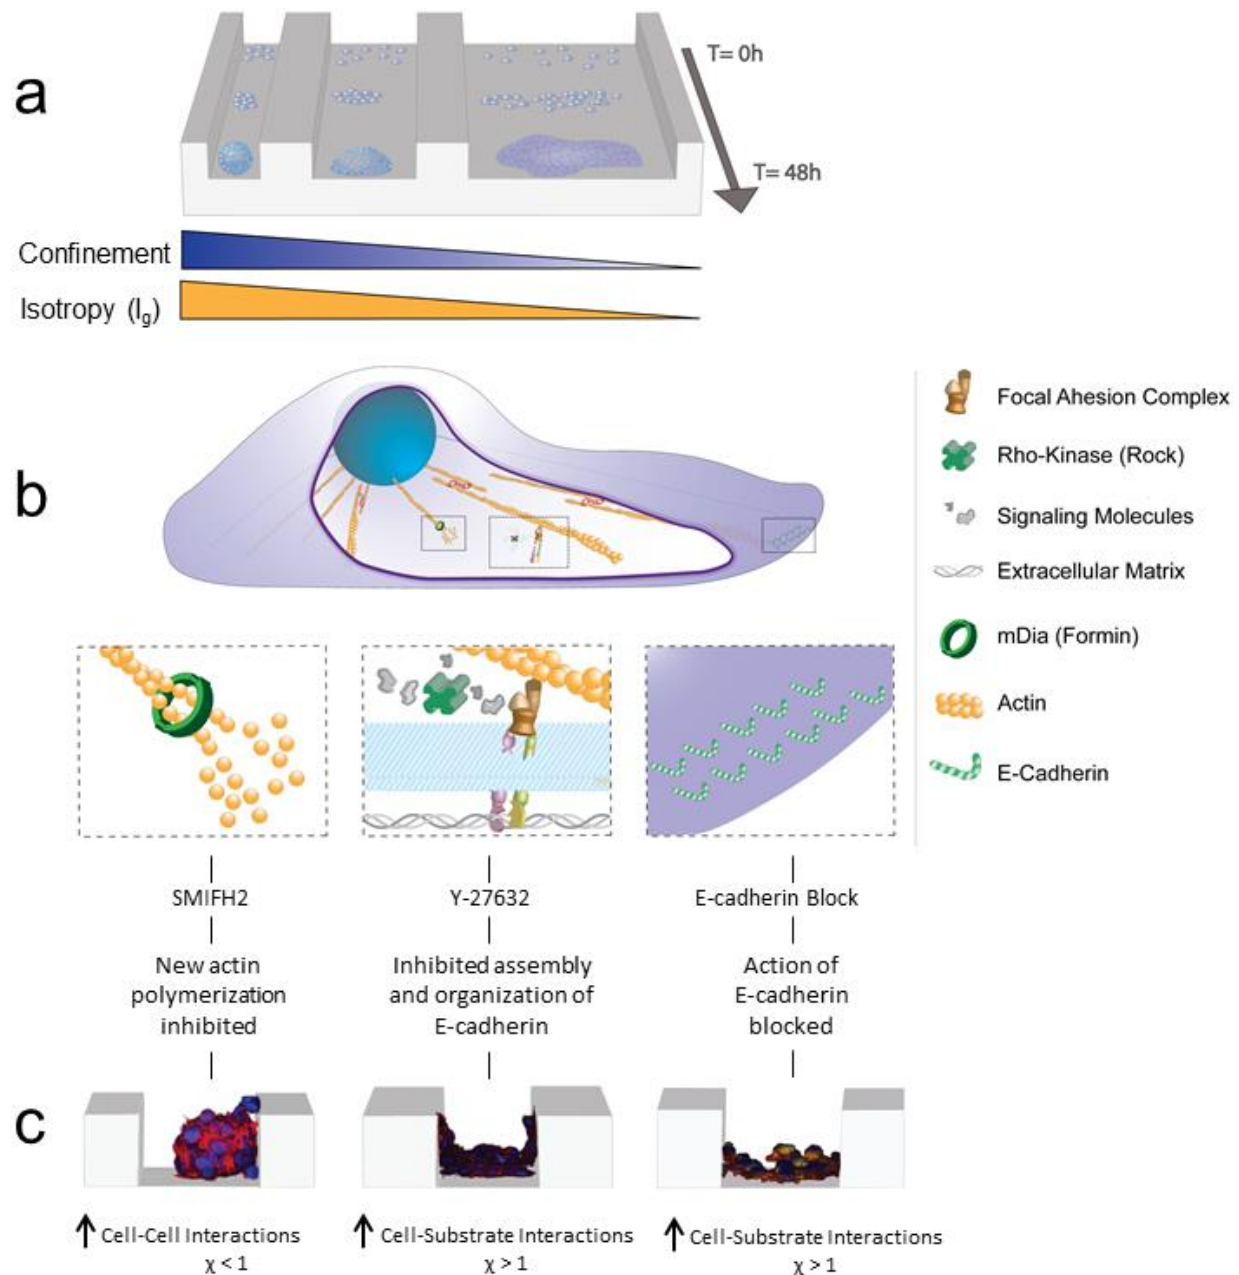 a
T= 0h
T= 48h
Confinement
Isotropy (Ig)
b
Focal Ahesion Complex
Rho-Kinase (Rock)
Signaling Molecules
Extracellular Matrix
mDia (Formin)
Actin
E-Cadherin
SMIFH2
Y-27632
E-cadherin Block
New actin
polymerization
inhibited
Inhibited assembly
and organization of
E-cadherin
Action of
E-cadherin
blocked
c
↑ Cell-Cell Interactions
χ < 1
↑ Cell-Substrate Interactions
χ > 1
↑ Cell-Substrate Interactions
χ > 1